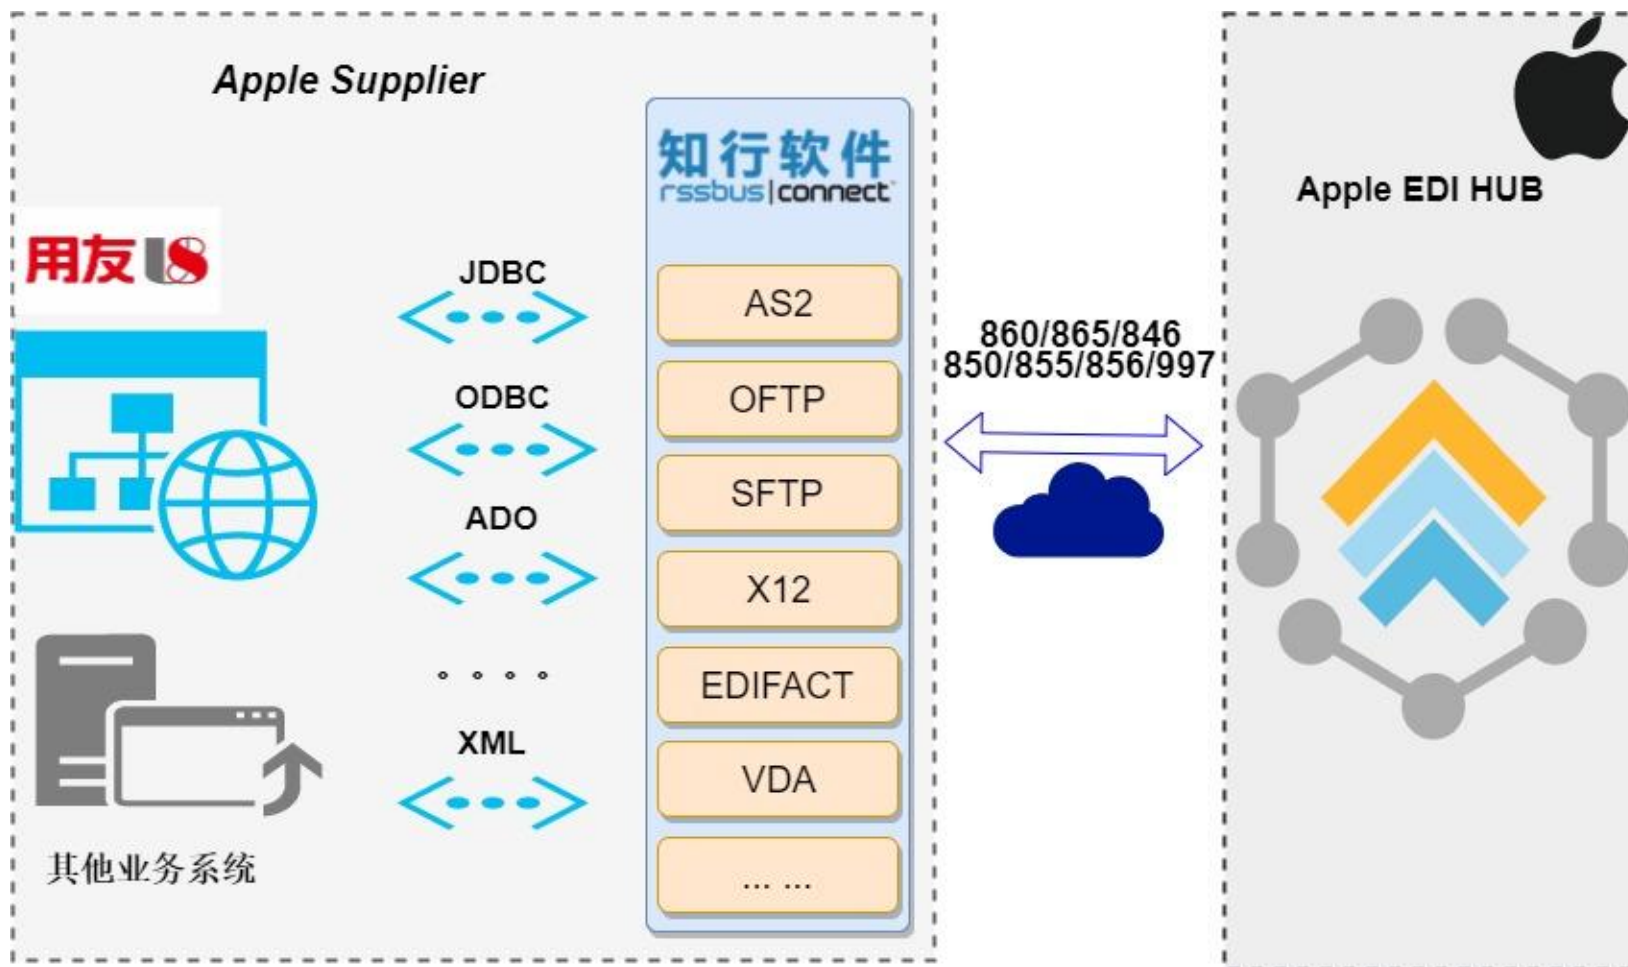 Apple Supplier
知行软件
rssbus|connect
用友U8
JDBC
ODBC
ADO
。。。。
XML
其他业务系统
AS2
OFTP
SFTP
X12
EDIFACT
VDA
... ...
860/865/846
850/855/856/997
Apple EDI HUB